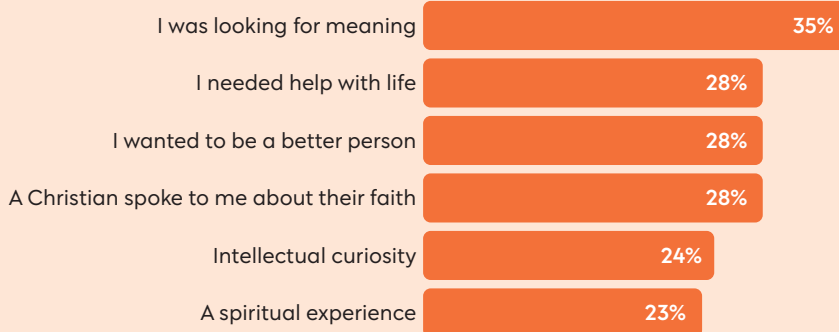 I was looking for meaning 35%
I needed help with life 28%
I wanted to be a better person 28%
A Christian spoke to me about their faith 28%
Intellectual curiosity 24%
A spiritual experience 23%